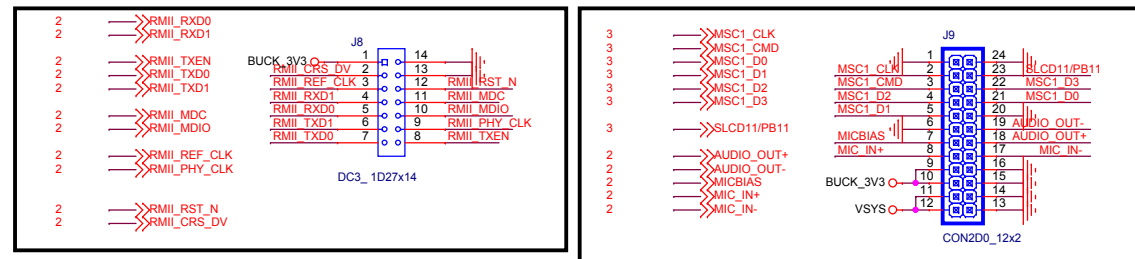 2 RMII_RXD0
2 RMII_RXD1
2 RMII_TXEN
2 RMII_TXD0
2 RMII_TXD1
2 RMII_MDC
2 RMII_MDIO
2 RMII_REF_CLK
2 RMII_PHY_CLK
2 RMII_RST_N
2 RMII_CRS_DV
J8
BUCK_3V3 1 14
RMII_CRS_DV 2 13
RMII_REF_CLK 3 12 RMII_RST_N
RMII_RXD1 4 11 RMII_MDC
RMII_RXD0 5 10 RMII_MDIO
RMII_TXD1 6 9 RMII_PHY_CLK
RMII_TXD0 7 8 RMII_TXEN
DC3_ 1D27x14
3 MSC1_CLK
3 MSC1_CMD
3 MSC1_D0
3 MSC1_D1
3 MSC1_D2
3 MSC1_D3
3 SLCD11/PB11
2 AUDIO_OUT+
2 AUDIO_OUT-
2 MICBIAS
2 MIC_IN+
2 MIC_IN-
J9
1 24
MSC1_CLK 2 23 SLCD11/PB11
MSC1_CMD 3 22 MSC1_D3
MSC1_D2 4 21 MSC1_D0
MSC1_D1 5 20
6 19 AUDIO_OUT-
MICBIAS 7 18 AUDIO_OUT+
MIC_IN+ 8 17 MIC_IN-
9 16
BUCK_3V3 10 15
11 14
VSYS 12 13
CON2D0_12x2